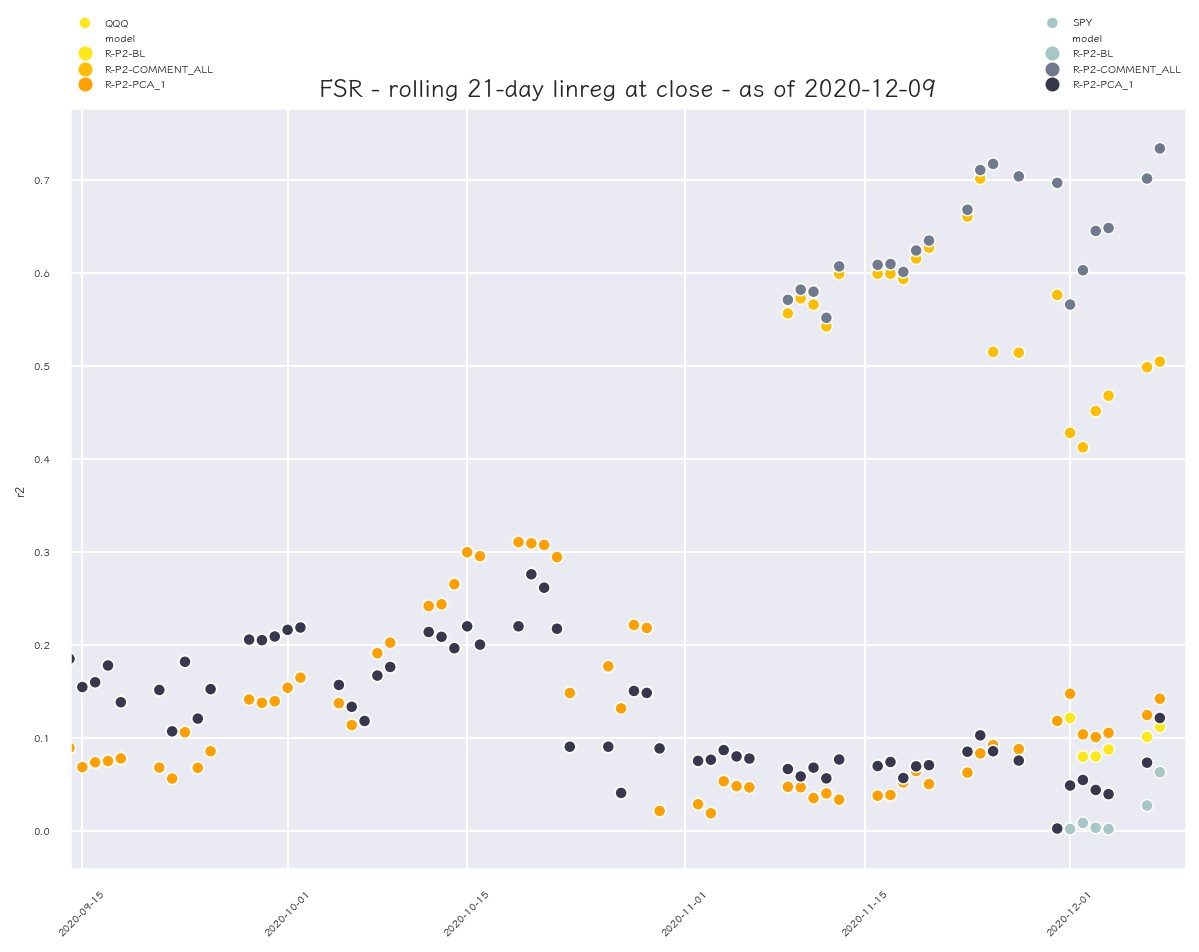 QQQ
model
R-P2-BL
R-P2-COMMENT_ALL
R-P2-PCA_1
SPY
model
R-P2-BL
R-P2-COMMENT_ALL
R-P2-PCA_1
FSR - rolling 21-day linreg at close - as of 2020-12-09
0.7
0.6
0.5
0.4
r2
0.3
0.2
0.1
0.0
2020-09-15
2020-10-01
2020-10-15
2020-11-01
2020-11-15
2020-12-01